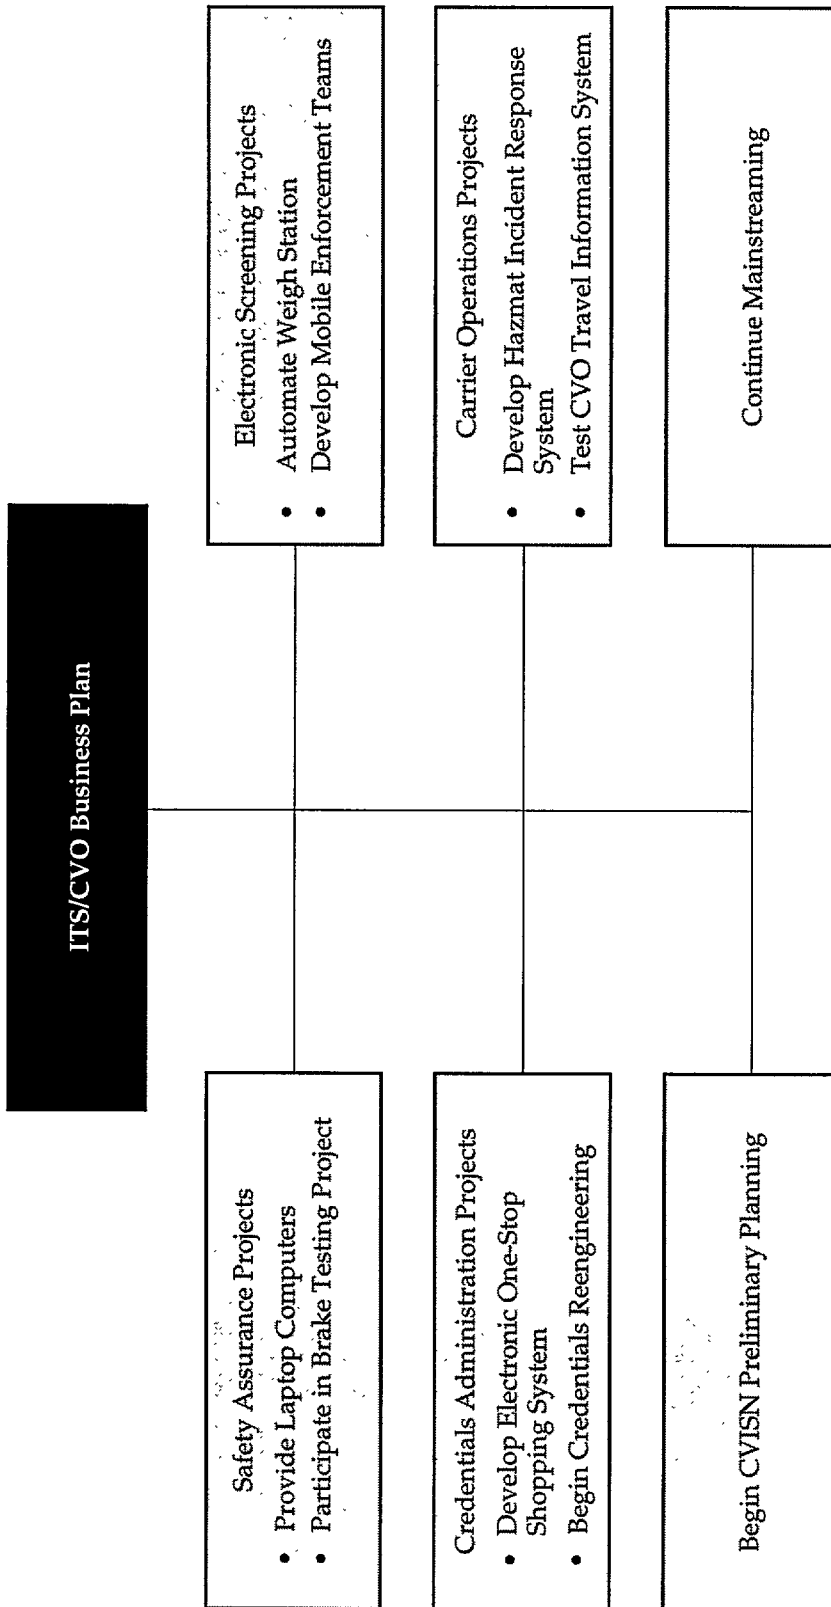 ITS/CVO Business Plan
Safety Assurance Projects
• Provide Laptop Computers
• Participate in Brake Testing Project
Electronic Screening Projects
• Automate Weigh Station
• Develop Mobile Enforcement Teams
Credentials Administration Projects
• Develop Electronic One-Stop
Shopping System
• Begin Credentials Reengineering
Carrier Operations Projects
• Develop Hazmat Incident Response
System
• Test CVO Travel Information System
Begin CVISN Preliminary Planning
Continue Mainstreaming